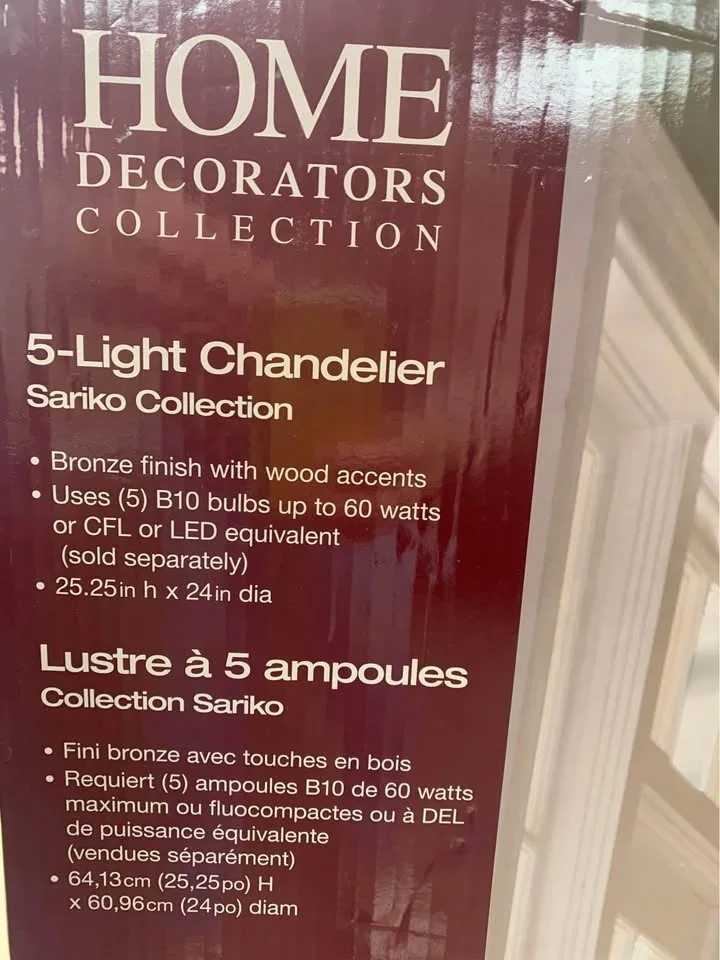 HOME
DECORATORS
COLLECTION
5-Light Chandelier
Sariko Collection
• Bronze finish with wood accents
• Uses (5) B10 bulbs up to 60 watts
or CFL or LED equivalent
(sold separately)
• 25.25in h x 24in dia
Lustre à 5 ampoules
Collection Sariko
• Fini bronze avec touches en bois
• Requiert (5) ampoules B10 de 60 watts
maximum ou fluocompactes ou à DEL
de puissance équivalente
(vendues séparément)
• 64,13cm (25,25po) H
x 60,96cm (24po) diam